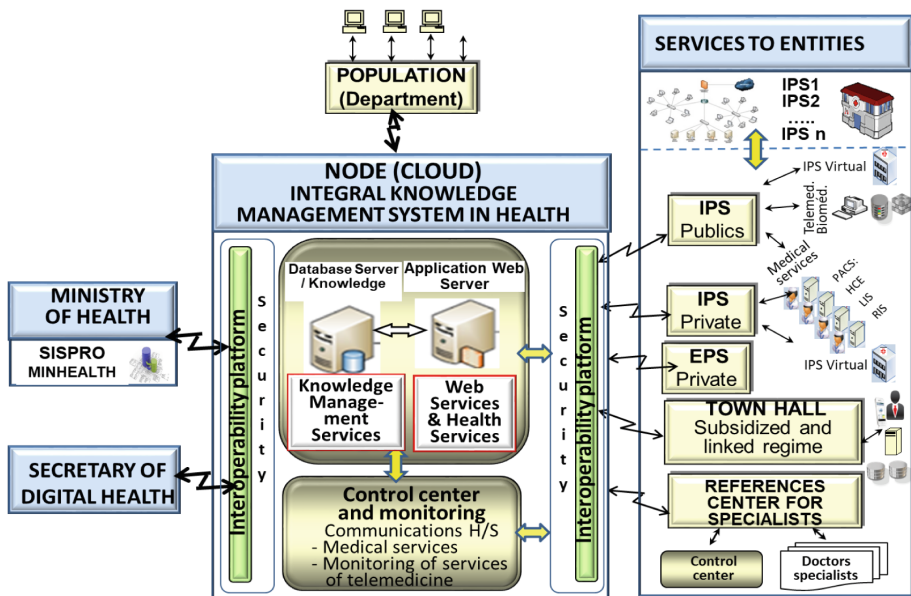 POPULATION
(Department)
NODE (CLOUD)
INTEGRAL KNOWLEDGE
MANAGEMENT SYSTEM IN HEALTH
MINISTRY
OF HEALTH
SISPRO
MINHEALTH
SECRETARY OF
DIGITAL HEALTH
Interoperability platform
Security
Database Server
/ Knowledge
Application Web
Server
Knowledge
Manage-
ment
Services
Web
Services
& Health
Services
Control center
and monitoring
Communications H/S
- Medical services
- Monitoring of services
of telemedicine
Security
Interoperability platform
SERVICES TO ENTITIES
IPS1
IPS2
.....
IPS n
IPS Virtual
IPS
Publics
Telemed.
Bioméd.
Medical
services
PACS:
HCE
LIS
RIS
IPS
Private
IPS Virtual
EPS
Private
TOWN HALL
Subsidized and
linked regime
REFERENCES
CENTER FOR
SPECIALISTS
Control
center
Doctors
specialists